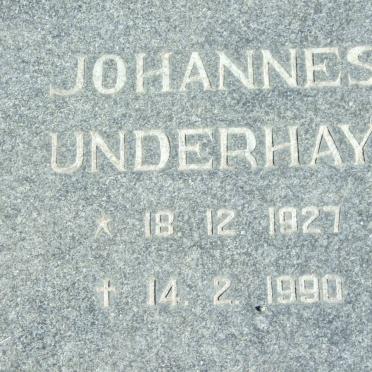 JOHANNES
UNDERHAY
* 18. 12. 1927
† 14. 2. 1990